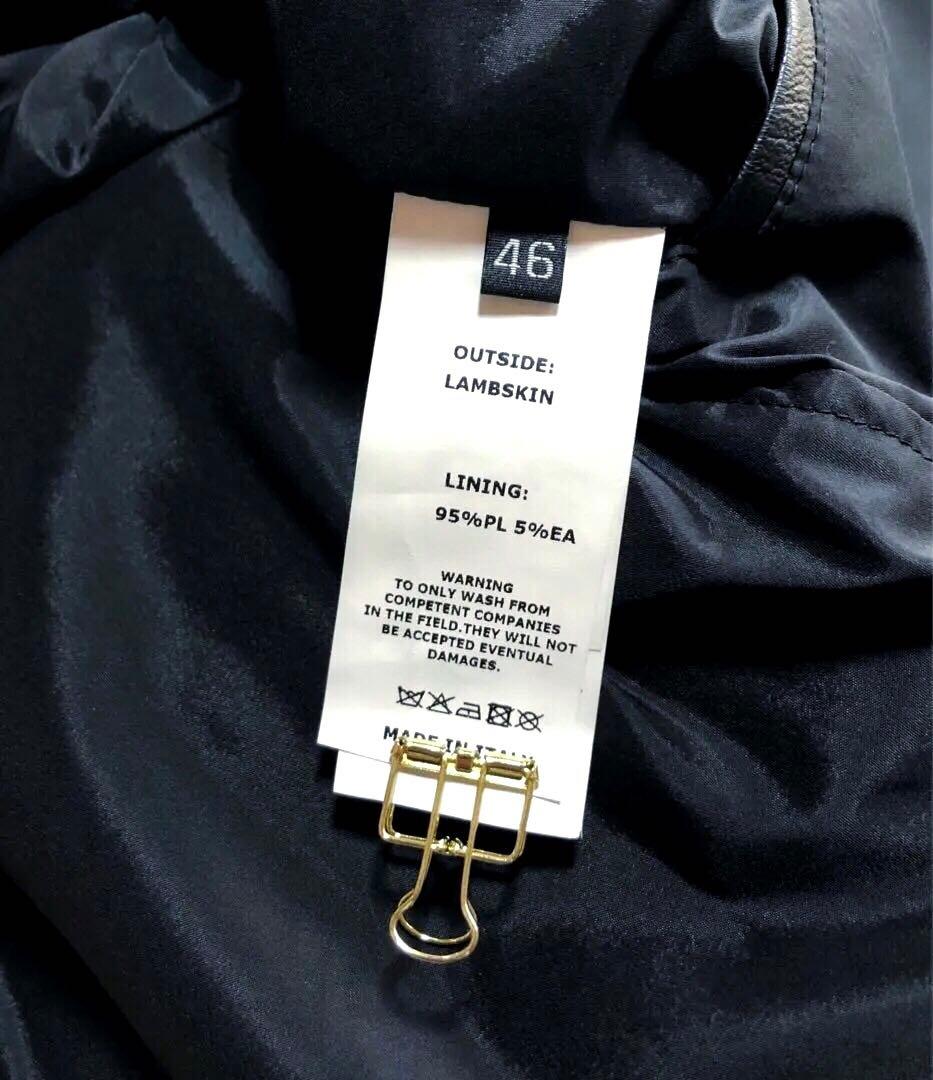 46
OUTSIDE:
LAMBSKIN
LINING:
95%PL 5%EA
WARNING
TO ONLY WASH FROM
COMPETENT COMPANIES
IN THE FIELD.THEY WILL NOT
BE ACCEPTED EVENTUAL
DAMAGES.
MADE IN ITALY